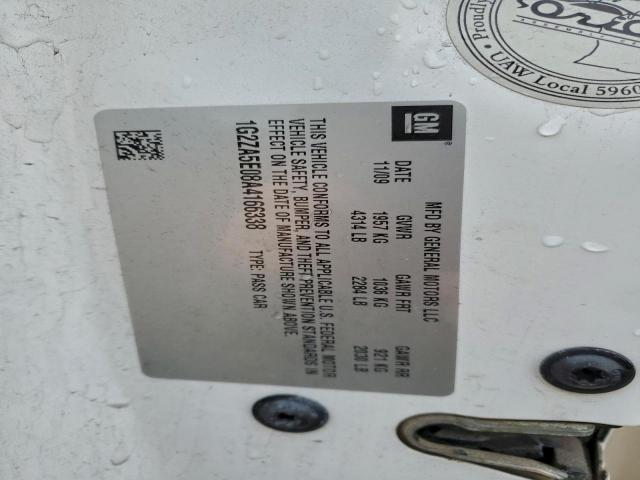 GM
MFD BY GENERAL MOTORS LLC
DATE GVWR GAWR FRT GAWR RR
11/09 1957 KG 1036 KG 921 KG
4314 LB 2284 LB 2030 LB
THIS VEHICLE CONFORMS TO ALL APPLICABLE U.S. FEDERAL MOTOR
VEHICLE SAFETY, BUMPER, AND THEFT PREVENTION STANDARDS IN
EFFECT ON THE DATE OF MANUFACTURE SHOWN ABOVE.
1G2ZA5E08A4166338 TYPE: PASS CAR
Proudly
UAW Local 5960